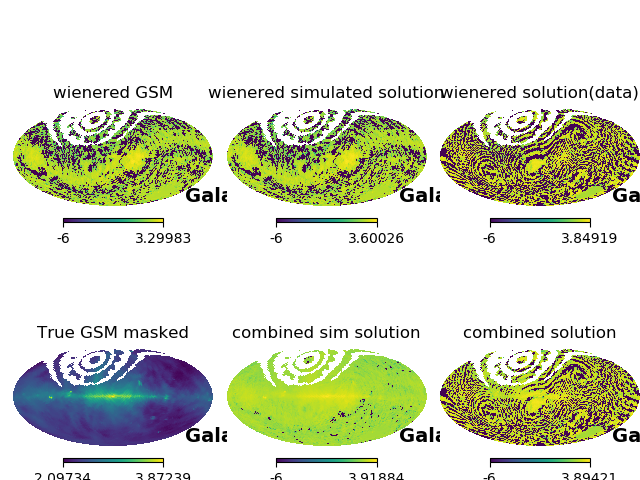 wienered GSM
wienered simulated solution
wienered solution(data)
Gala
Gala
Ga
-6 3.29983
-6 3.60026
-6 3.84919
True GSM masked
combined sim solution
combined solution
Gala
Gala
Ga
2.09734 3.87239
-6 3.91884
-6 3.89421